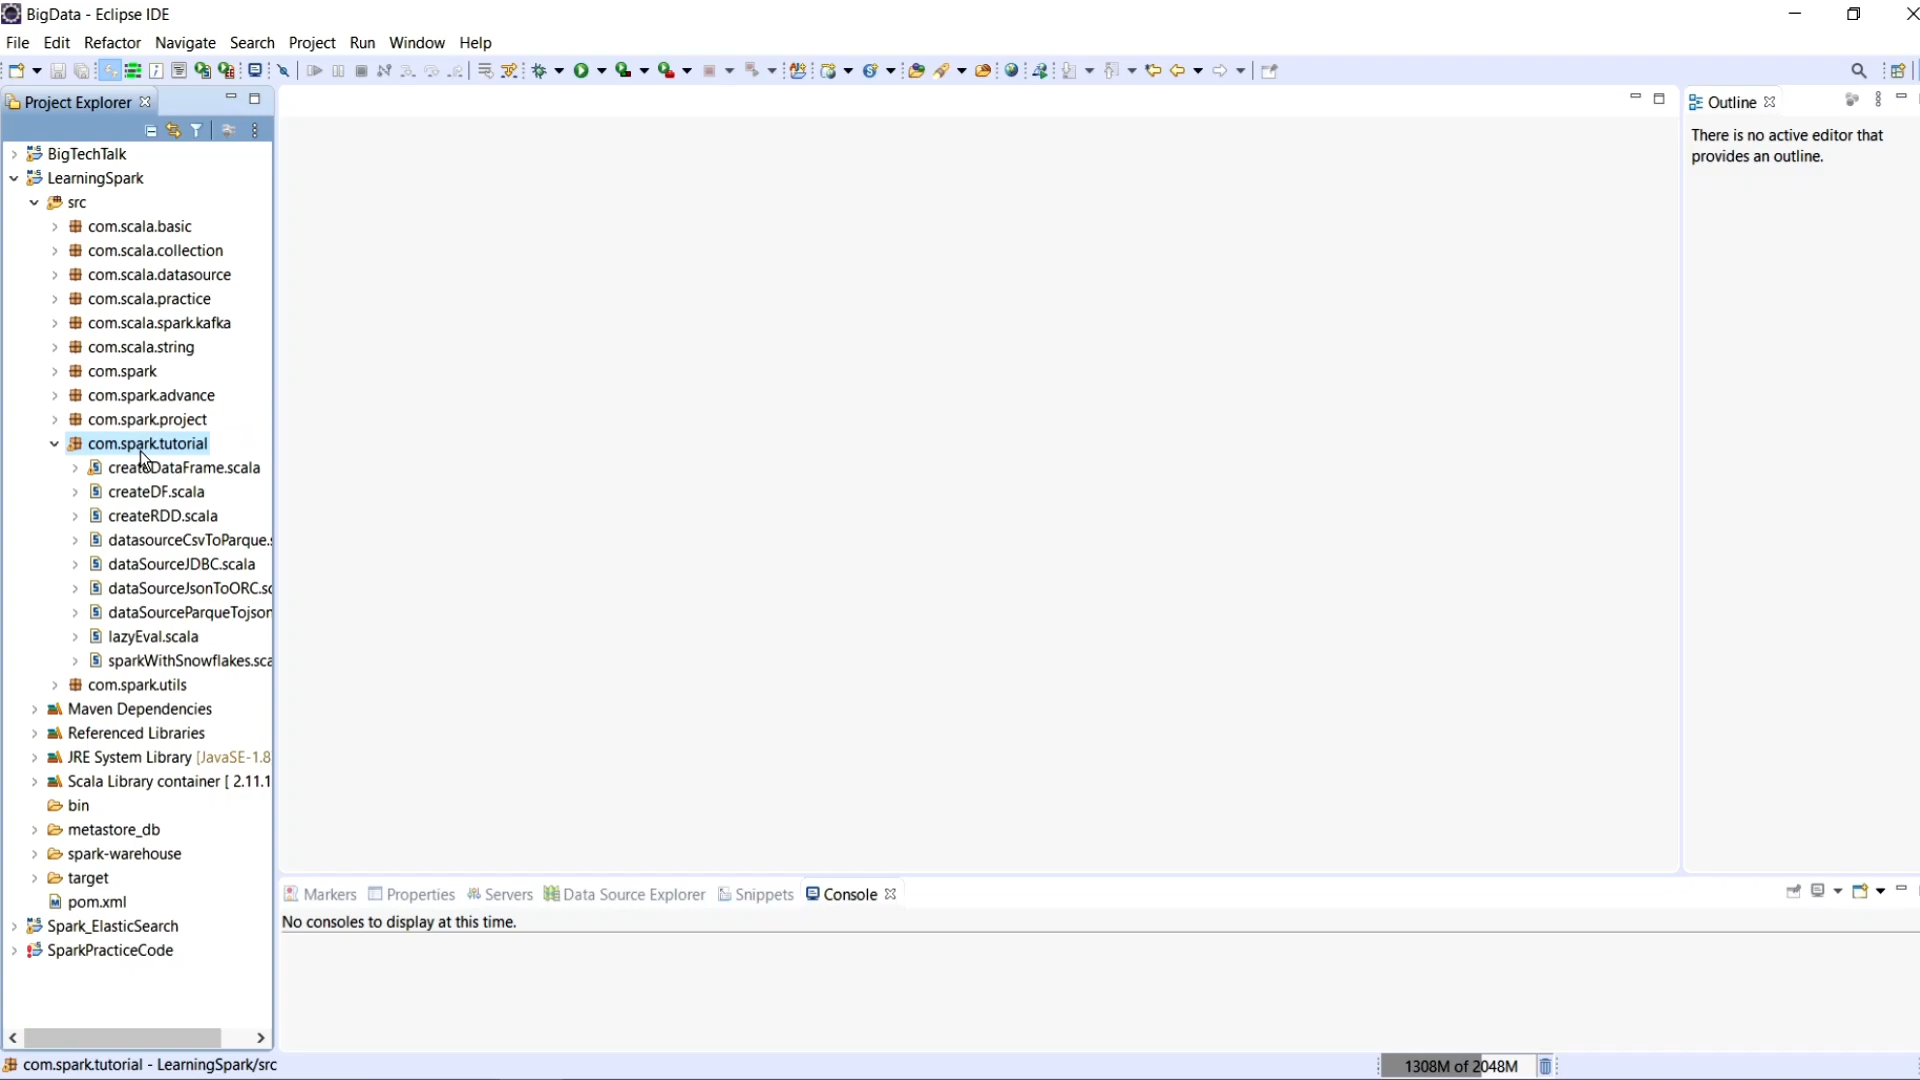 BigData - Eclipse IDE
File Edit Refactor Navigate Search Project Run Window Help
Project Explorer
BigTechTalk
LearningSpark
src
com.scala.basic
com.scala.collection
com.scala.datasource
com.scala.practice
com.scala.spark.kafka
com.scala.string
com.spark
com.spark.advance
com.spark.project
com.spark.tutorial
createDataFrame.scala
createDF.scala
createRDD.scala
datasourceCsvToParque.s
dataSourceJDBC.scala
dataSourceJsonToORC.sc
dataSourceParqueTojson
lazyEval.scala
sparkWithSnowflakes.sca
com.spark.utils
Maven Dependencies
Referenced Libraries
JRE System Library [JavaSE-1.8
Scala Library container [ 2.11.1
bin
metastore_db
spark-warehouse
target
pom.xml
Spark_ElasticSearch
SparkPracticeCode
Outline
There is no active editor that
provides an outline.
Markers Properties Servers Data Source Explorer Snippets Console
No consoles to display at this time.
com.spark.tutorial - LearningSpark/src
1308M of 2048M